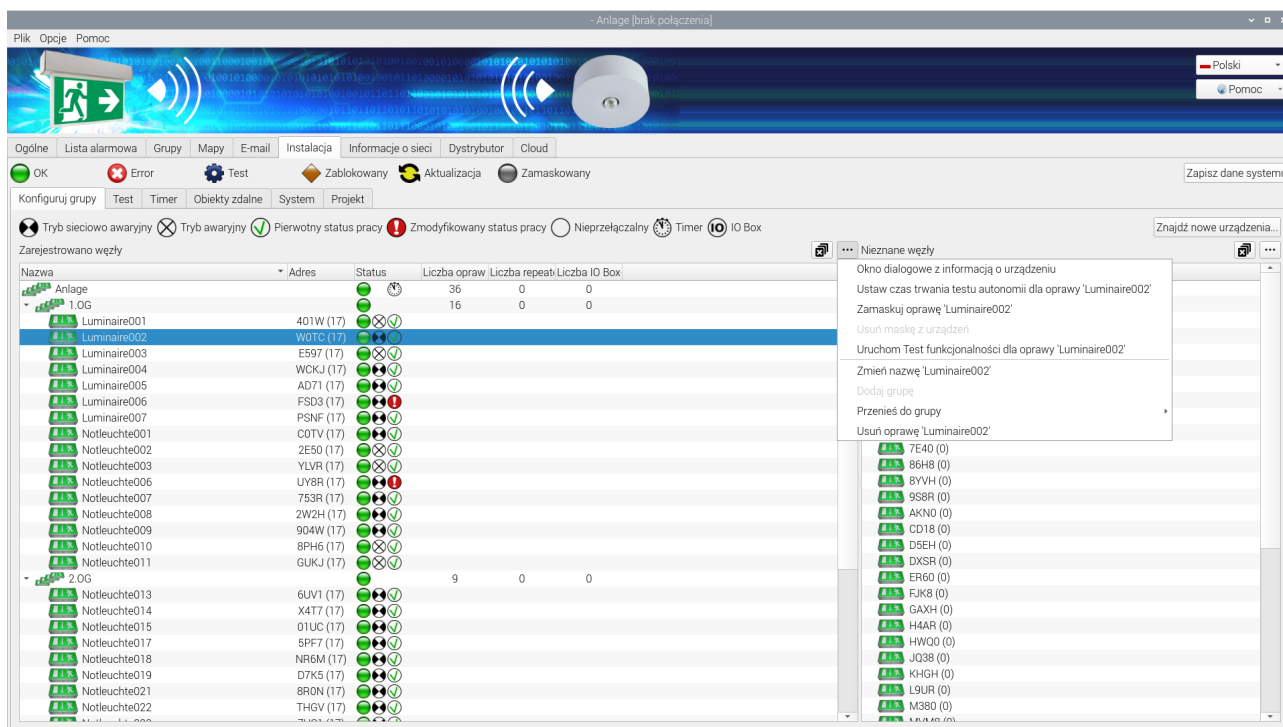 - Anlage [brak połączenia]
Plik Opcje Pomoc
Polski
Pomoc
Ogólne Lista alarmowa Grupy Mapy E-mail Instalacja Informacje o sieci Dystrybutor Cloud
OK Error Test Zablokowany Aktualizacja Zamaskowany Zapisz dane systemu
Konfiguruj grupy Test Timer Obiekty zdalne System Projekt
Tryb sieciowo awaryjny Tryb awaryjny Pierwotny status pracy Zmodyfikowany status pracy Nieprzełączalny Timer IO IO Box Znajdź nowe urządzenia...
Zarejestrowano węzły
Nazwa Adres Status Liczba opraw Liczba repeate Liczba IO Box
Anlage 36 0 0
1.OG 16 0 0
Luminaire001 401W (17)
Luminaire002 W0TC (17)
Luminaire003 E597 (17)
Luminaire004 WCKJ (17)
Luminaire005 AD71 (17)
Luminaire006 FSD3 (17)
Luminaire007 PSNF (17)
Notleuchte001 C0TV (17)
Notleuchte002 2E50 (17)
Notleuchte003 YLVR (17)
Notleuchte006 UY8R (17)
Notleuchte007 753R (17)
Notleuchte008 2W2H (17)
Notleuchte009 904W (17)
Notleuchte010 8PH6 (17)
Notleuchte011 GUKJ (17)
2.OG 9 0 0
Notleuchte013 6UV1 (17)
Notleuchte014 X4T7 (17)
Notleuchte015 01UC (17)
Notleuchte017 5PF7 (17)
Notleuchte018 NR6M (17)
Notleuchte019 D7K5 (17)
Notleuchte021 8R0N (17)
Notleuchte022 THGV (17)
Nieznane węzły
Okno dialogowe z informacją o urządzeniu
Ustaw czas trwania testu autonomii dla oprawy 'Luminaire002'
Zamaskuj oprawę 'Luminaire002'
Usuń maskę z urządzeń
Uruchom Test funkcjonalności dla oprawy 'Luminaire002'
Zmień nazwę 'Luminaire002'
Dodaj grupę
Przenieś do grupy
Usuń oprawę 'Luminaire002'
7E40 (0)
86H8 (0)
8YVH (0)
9S8R (0)
AKN0 (0)
CD18 (0)
D5EH (0)
DXSR (0)
ER60 (0)
FJK8 (0)
GAXH (0)
H4AR (0)
HWQ0 (0)
JQ38 (0)
KHGH (0)
L9UR (0)
M380 (0)